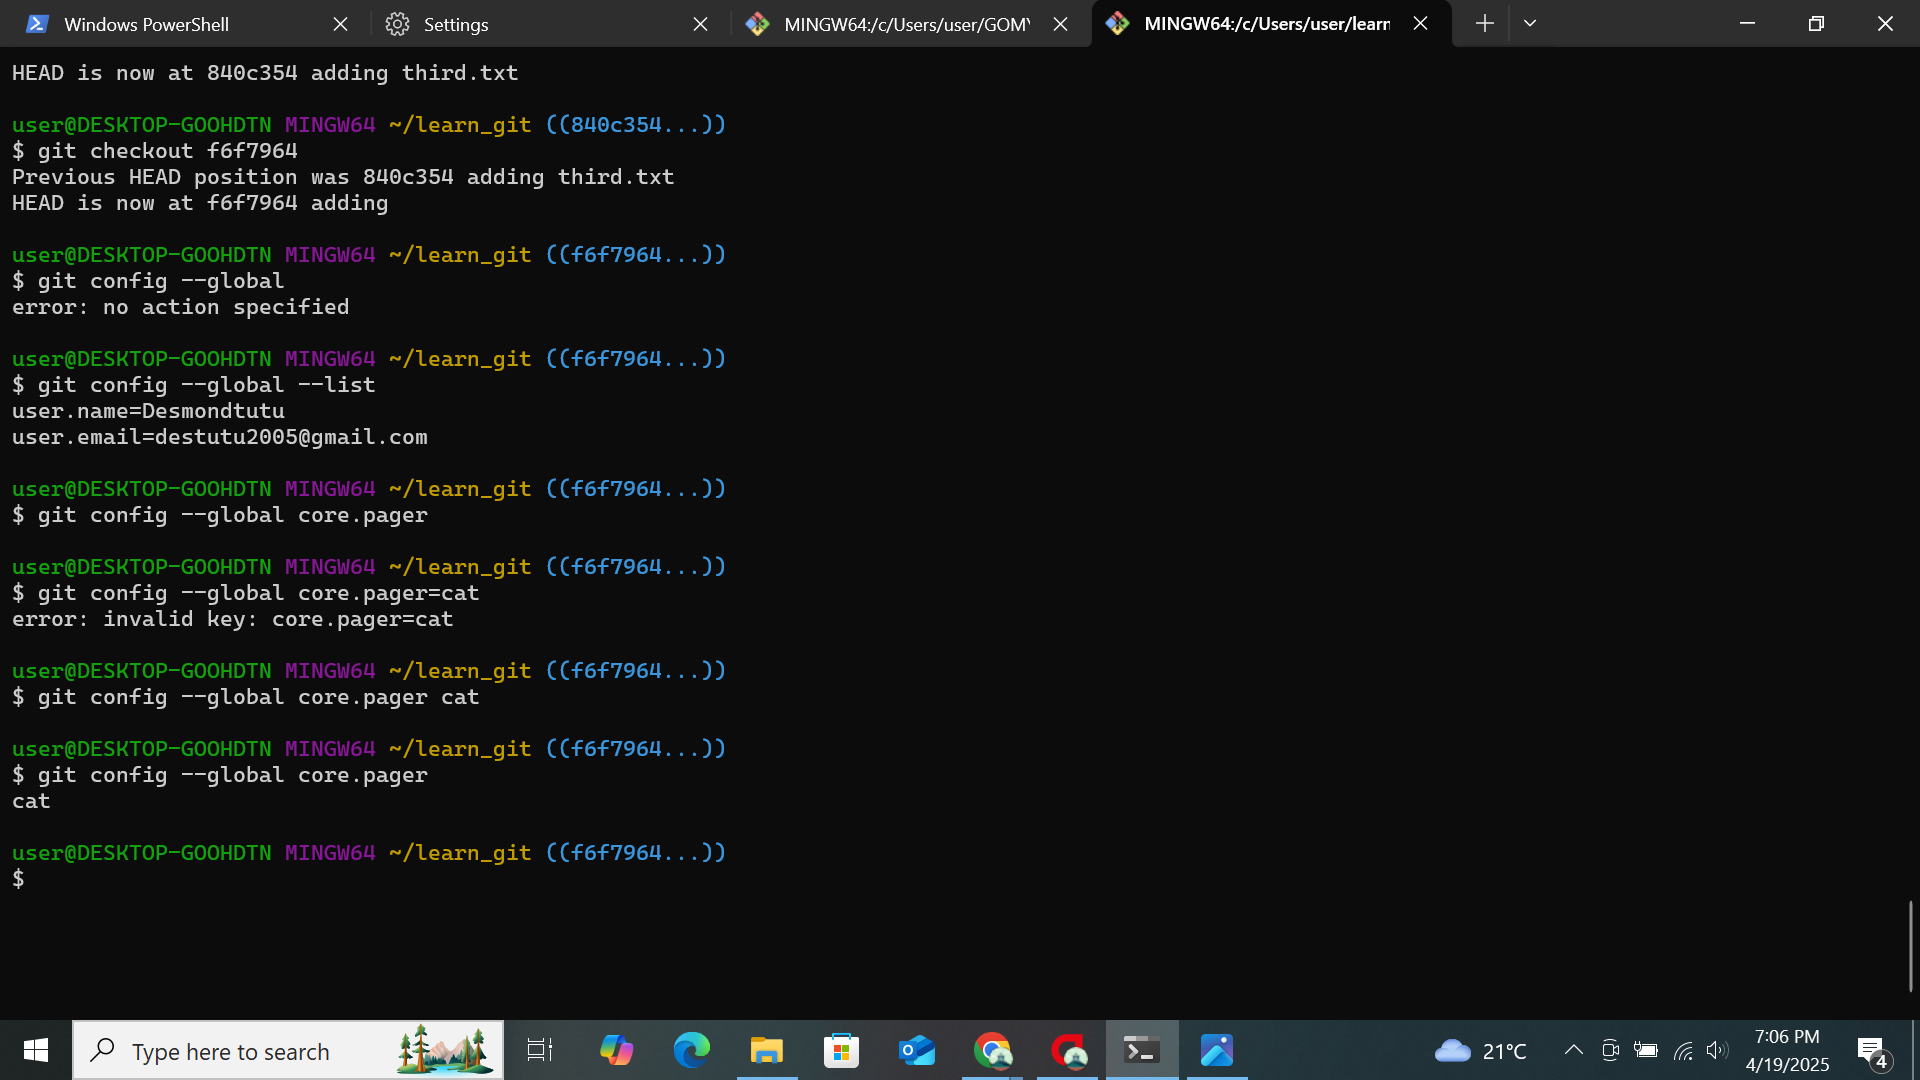 Windows PowerShell
Settings
MINGW64:/c/Users/user/GOMY
MINGW64:/c/Users/user/learn
HEAD is now at 840c354 adding third.txt
user@DESKTOP-GOOHDTN MINGW64 ~/learn_git ((840c354...))
$ git checkout f6f7964
Previous HEAD position was 840c354 adding third.txt
HEAD is now at f6f7964 adding
user@DESKTOP-GOOHDTN MINGW64 ~/learn_git ((f6f7964...))
$ git config --global
error: no action specified
user@DESKTOP-GOOHDTN MINGW64 ~/learn_git ((f6f7964...))
$ git config --global --list
user.name=Desmondtutu
user.email=destutu2005@gmail.com
user@DESKTOP-GOOHDTN MINGW64 ~/learn_git ((f6f7964...))
$ git config --global core.pager
user@DESKTOP-GOOHDTN MINGW64 ~/learn_git ((f6f7964...))
$ git config --global core.pager=cat
error: invalid key: core.pager=cat
user@DESKTOP-GOOHDTN MINGW64 ~/learn_git ((f6f7964...))
$ git config --global core.pager cat
user@DESKTOP-GOOHDTN MINGW64 ~/learn_git ((f6f7964...))
$ git config --global core.pager
cat
user@DESKTOP-GOOHDTN MINGW64 ~/learn_git ((f6f7964...))
$
Type here to search
21°C
7:06 PM
4/19/2025
4